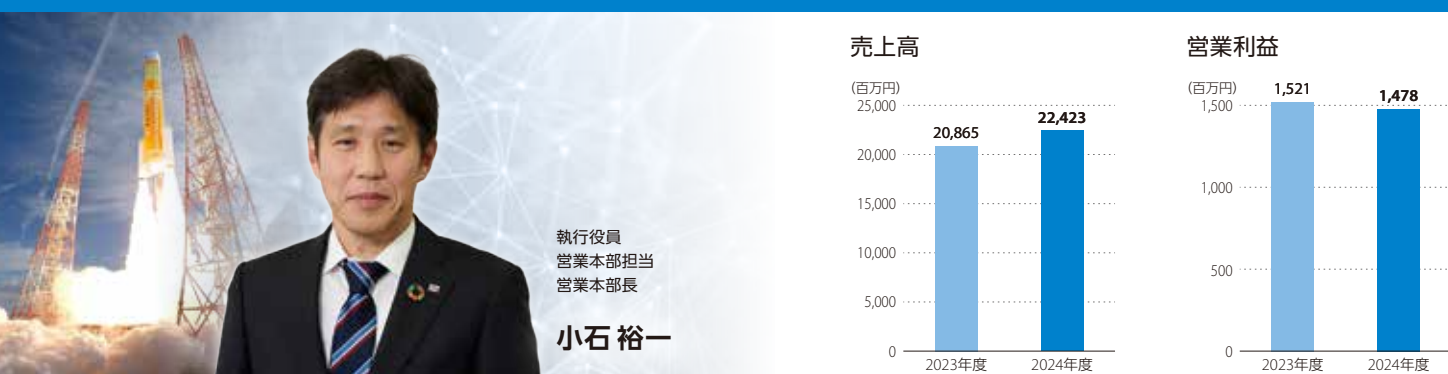 執行役員
営業本部担当
営業本部長
小石 裕一
売上高
(百万円)
25,000
20,000
15,000
10,000
5,000
0
20,865
22,423
2023年度
2024年度
営業利益
(百万円)
1,500
1,000
500
0
1,521
1,478
2023年度
2024年度